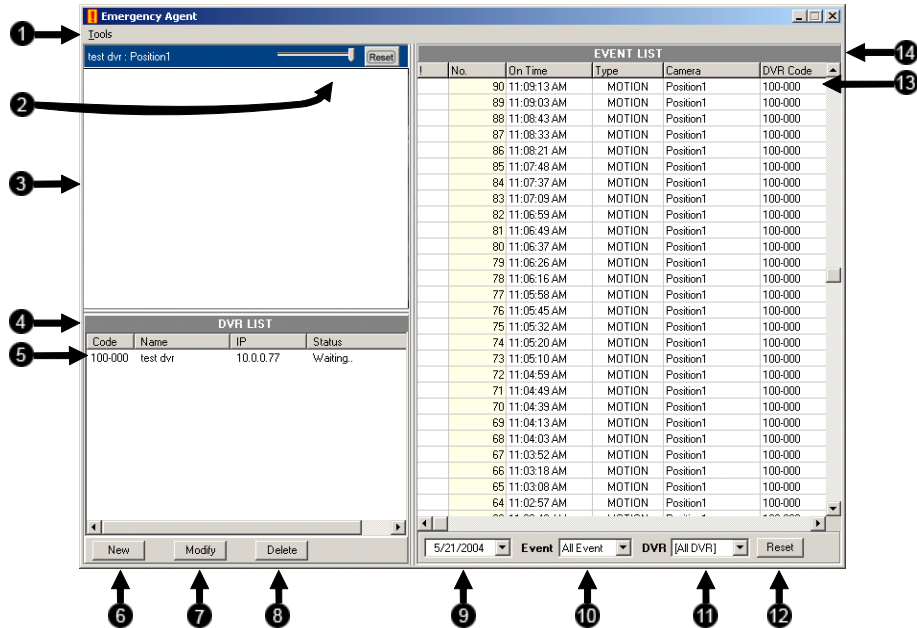 Emergency Agent
1 Tools
test dvr : Position1 Reset
EVENT LIST 14
! No. On Time Type Camera DVR Code
90 11:09:13 AM MOTION Position1 100-000 13
2 89 11:09:03 AM MOTION Position1 100-000
88 11:08:43 AM MOTION Position1 100-000
87 11:08:33 AM MOTION Position1 100-000
86 11:08:21 AM MOTION Position1 100-000
85 11:07:48 AM MOTION Position1 100-000
3 84 11:07:37 AM MOTION Position1 100-000
83 11:07:09 AM MOTION Position1 100-000
82 11:06:59 AM MOTION Position1 100-000
81 11:06:49 AM MOTION Position1 100-000
80 11:06:37 AM MOTION Position1 100-000
79 11:06:26 AM MOTION Position1 100-000
78 11:06:16 AM MOTION Position1 100-000
77 11:05:58 AM MOTION Position1 100-000
76 11:05:45 AM MOTION Position1 100-000
75 11:05:32 AM MOTION Position1 100-000
74 11:05:20 AM MOTION Position1 100-000
73 11:05:10 AM MOTION Position1 100-000
72 11:04:59 AM MOTION Position1 100-000
71 11:04:49 AM MOTION Position1 100-000
70 11:04:39 AM MOTION Position1 100-000
69 11:04:13 AM MOTION Position1 100-000
68 11:04:03 AM MOTION Position1 100-000
67 11:03:52 AM MOTION Position1 100-000
66 11:03:18 AM MOTION Position1 100-000
65 11:03:08 AM MOTION Position1 100-000
64 11:02:57 AM MOTION Position1 100-000
4 DVR LIST
Code Name IP Status
5 100-000 test dvr 10.0.0.77 Waiting..
New Modify Delete
5/21/2004 Event All Event DVR [All DVR] Reset
6 7 8 9 10 11 12